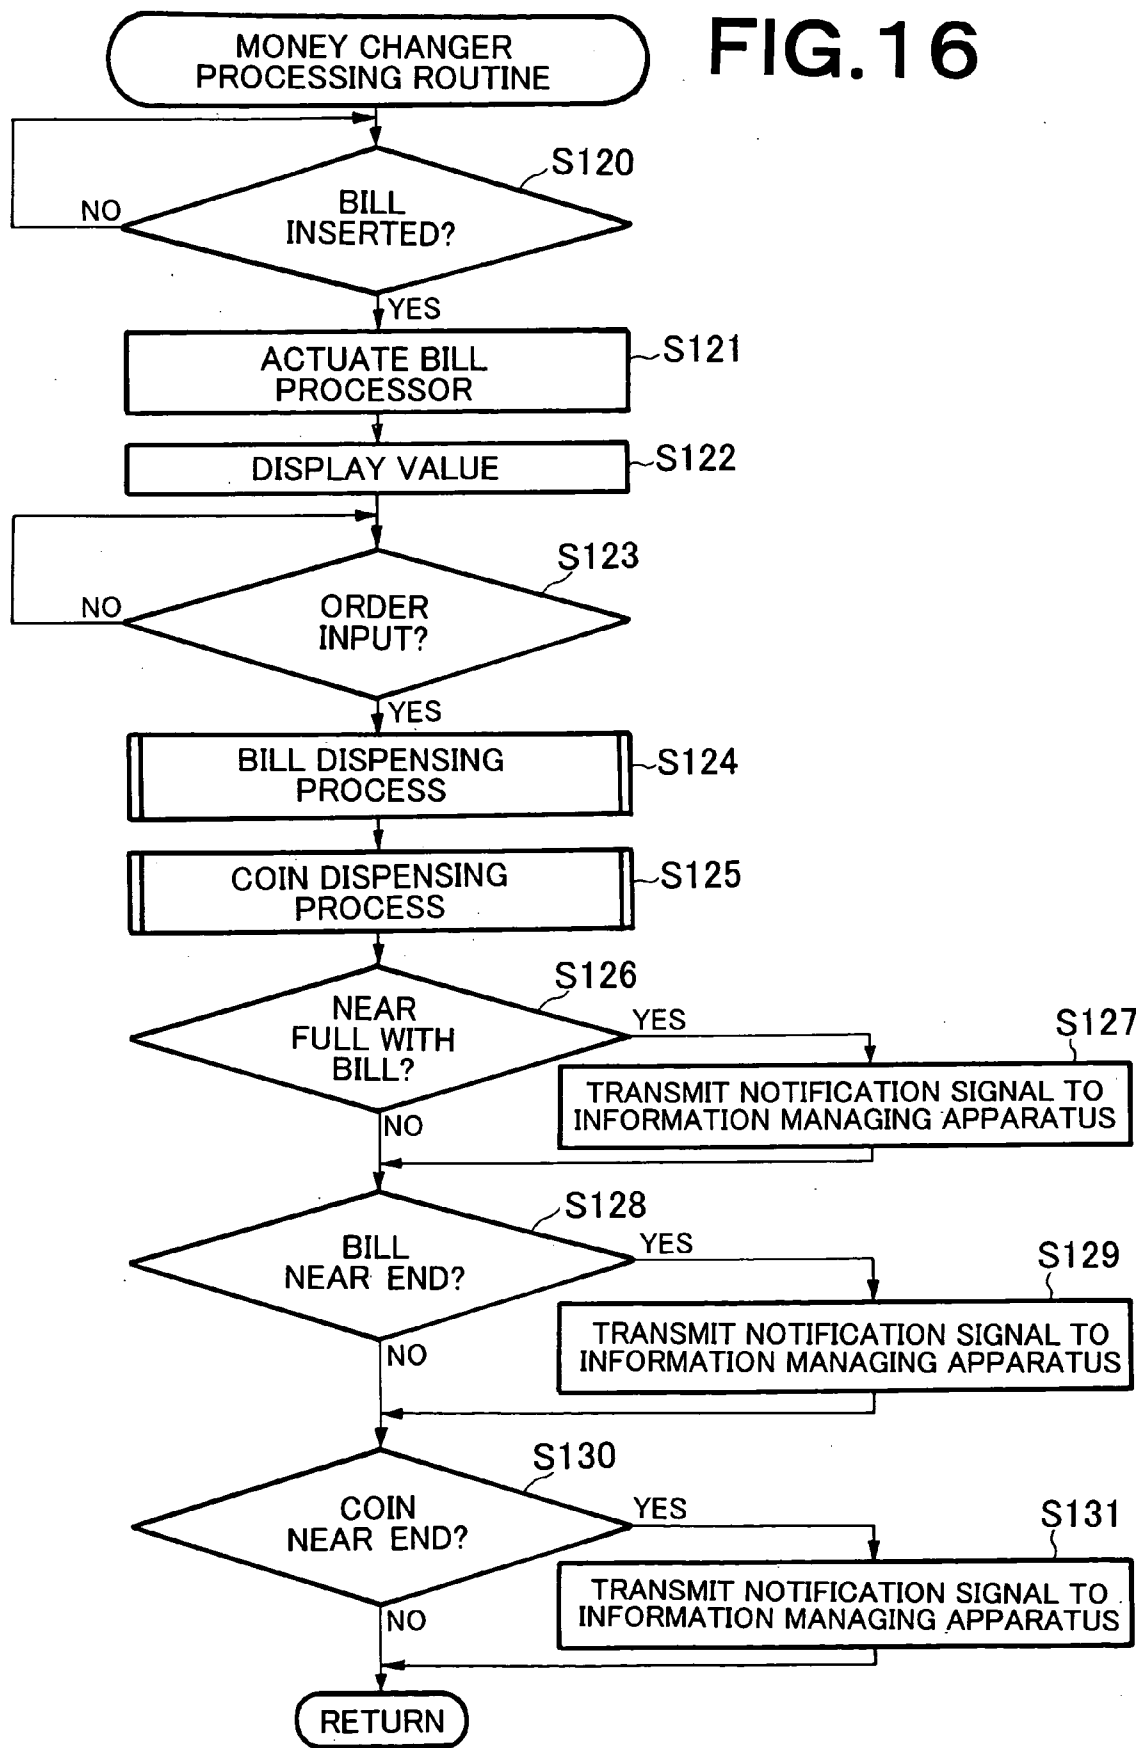 FIG.16
MONEY CHANGER
PROCESSING ROUTINE
S120
BILL
INSERTED?
NO
YES
S121
ACTUATE BILL
PROCESSOR
S122
DISPLAY VALUE
S123
ORDER
INPUT?
NO
YES
S124
BILL DISPENSING
PROCESS
S125
COIN DISPENSING
PROCESS
S126
NEAR
FULL WITH
BILL?
YES
NO
S127
TRANSMIT NOTIFICATION SIGNAL TO
INFORMATION MANAGING APPARATUS
S128
BILL
NEAR END?
YES
NO
S129
TRANSMIT NOTIFICATION SIGNAL TO
INFORMATION MANAGING APPARATUS
S130
COIN
NEAR END?
YES
NO
S131
TRANSMIT NOTIFICATION SIGNAL TO
INFORMATION MANAGING APPARATUS
RETURN